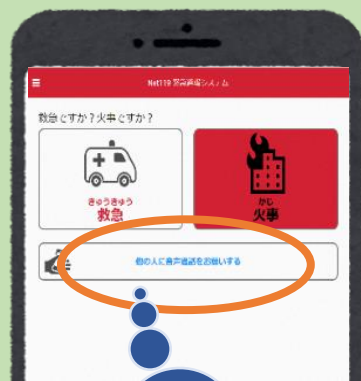 Net119 緊急通報システム
救急ですか？火事ですか？
きゅうきゅう
救急
かじ
火事
他の人に音声通話をお願いする